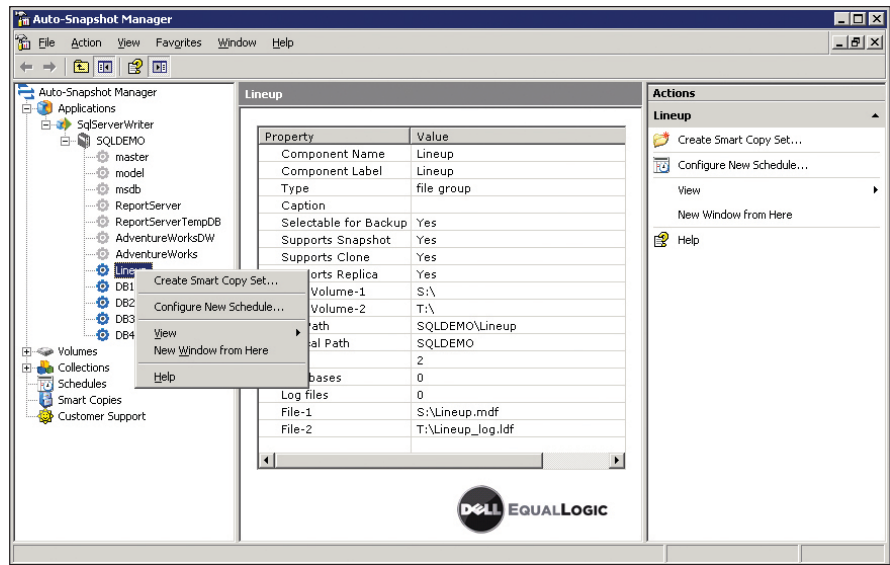 Auto-Snapshot Manager
File Action View Favorites Window Help
Auto-Snapshot Manager
Applications
SqlServerWriter
SQLDEMO
master
model
msdb
ReportServer
ReportServerTempDB
AdventureWorksDW
AdventureWorks
Lineup
DB1
DB2
DB3
DB4
Volumes
Collections
Schedules
Smart Copies
Customer Support
Create Smart Copy Set...
Configure New Schedule...
View
New Window from Here
Help
Lineup
Property Value
Component Name Lineup
Component Label Lineup
Type file group
Caption
Selectable for Backup Yes
Supports Snapshot Yes
Supports Clone Yes
orts Replica Yes
Volume-1 S:\
Volume-2 T:\
ath SQLDEMO\Lineup
al Path SQLDEMO
2
bases 0
Log files 0
File-1 S:\Lineup.mdf
File-2 T:\Lineup_log.ldf
DELL EQUALLOGIC
Actions
Lineup
Create Smart Copy Set...
Configure New Schedule...
View
New Window from Here
Help